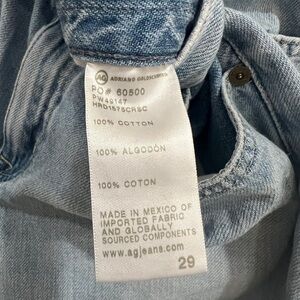 AG ADRIANO GOLDSCHMIED
PO# 60500
PW49147
HRD1575CRSC
100% COTTON
100% ALGODÓN
100% COTON
MADE IN MEXICO OF
IMPORTED FABRIC
AND GLOBALLY
SOURCED COMPONENTS
www.agjeans.com
29